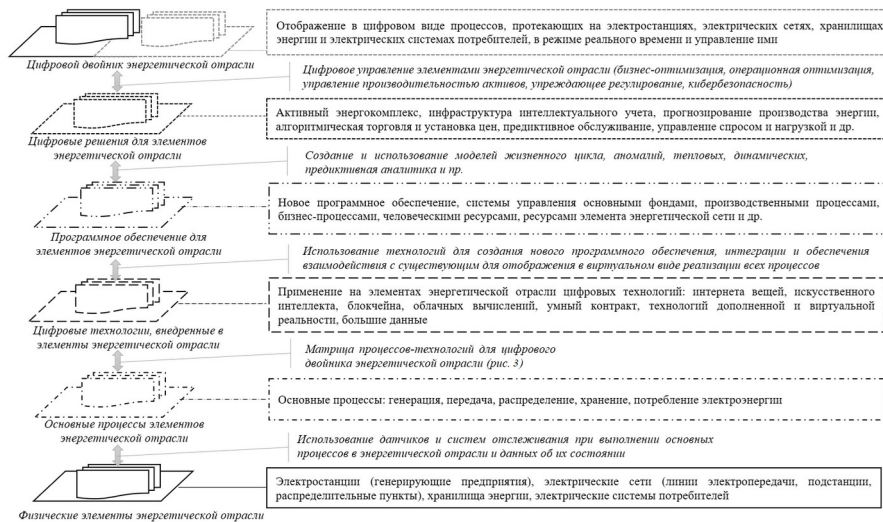 Отображение в цифровом виде процессов, протекающих на электростанциях, электрических сетях, хранилищах
энергии и электрических системах потребителей, в режиме реального времени и управление ими
Цифровой двойник энергетической отрасли
Цифровое управление элементами энергетической отрасли (бизнес-оптимизация, операционная оптимизация,
управление производительностью активов, упреждающее регулирование, кибербезопасность)
Активный энергокомплекс, инфраструктура интеллектуального учета, прогнозирование производства энергии,
алгоритмическая торговля и установка цен, предиктивное обслуживание, управление спросом и нагрузкой и др.
Цифровые решения для элементов
энергетической отрасли
Создание и использование моделей жизненного цикла, аномалий, тепловых, динамических,
предиктивная аналитика и пр.
Новое программное обеспечение, системы управления основными фондами, производственными процессами,
бизнес-процессами, человеческими ресурсами, ресурсами элемента энергетической сети и др.
Программное обеспечение для
элементов энергетической отрасли
Использование технологий для создания нового программного обеспечения, интеграции и обеспечения
взаимодействия с существующим для отображения в виртуальном виде реализации всех процессов
Применение на элементах энергетической отрасли цифровых технологий: интернета вещей, искусственного
интеллекта, блокчейна, облачных вычислений, умный контракт, технологий дополненной и виртуальной
реальности, большие данные
Цифровые технологии, внедренные в
элементы энергетической отрасли
Матрица процессов-технологий для цифрового
двойника энергетической отрасли (рис. 3)
Основные процессы: генерация, передача, распределение, хранение, потребление электроэнергии
Основные процессы элементов
энергетической отрасли
Использование датчиков и систем отслеживания при выполнении основных
процессов в энергетической отрасли и данных об их состоянии
Электростанции (генерирующие предприятия), электрические сети (линии электропередачи, подстанции,
распределительные пункты), хранилища энергии, электрические системы потребителей
Физические элементы энергетической отрасли